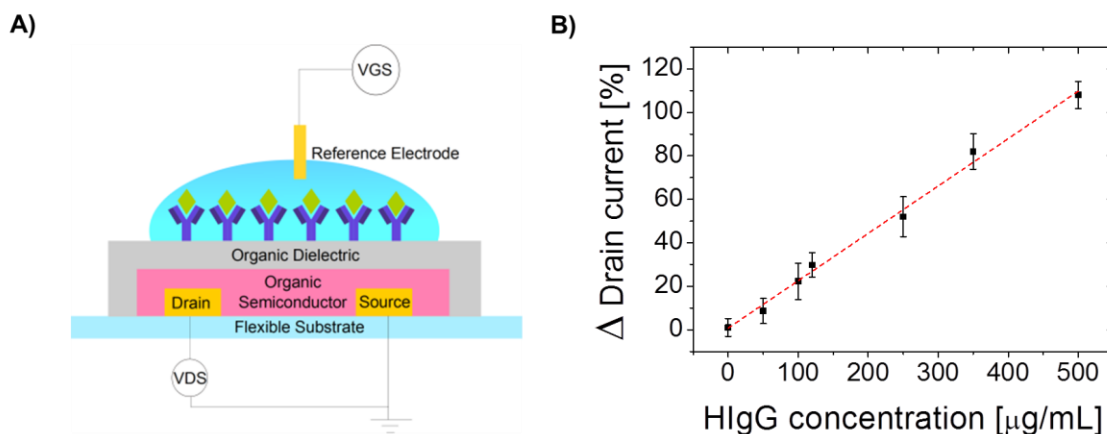 A)
VGS
Reference Electrode
Organic Dielectric
Organic
Semiconductor
Drain
Source
Flexible Substrate
VDS
B)
Δ Drain current [%]
120
100
80
60
40
20
0
0
100
200
300
400
500
HIgG concentration [μg/mL]